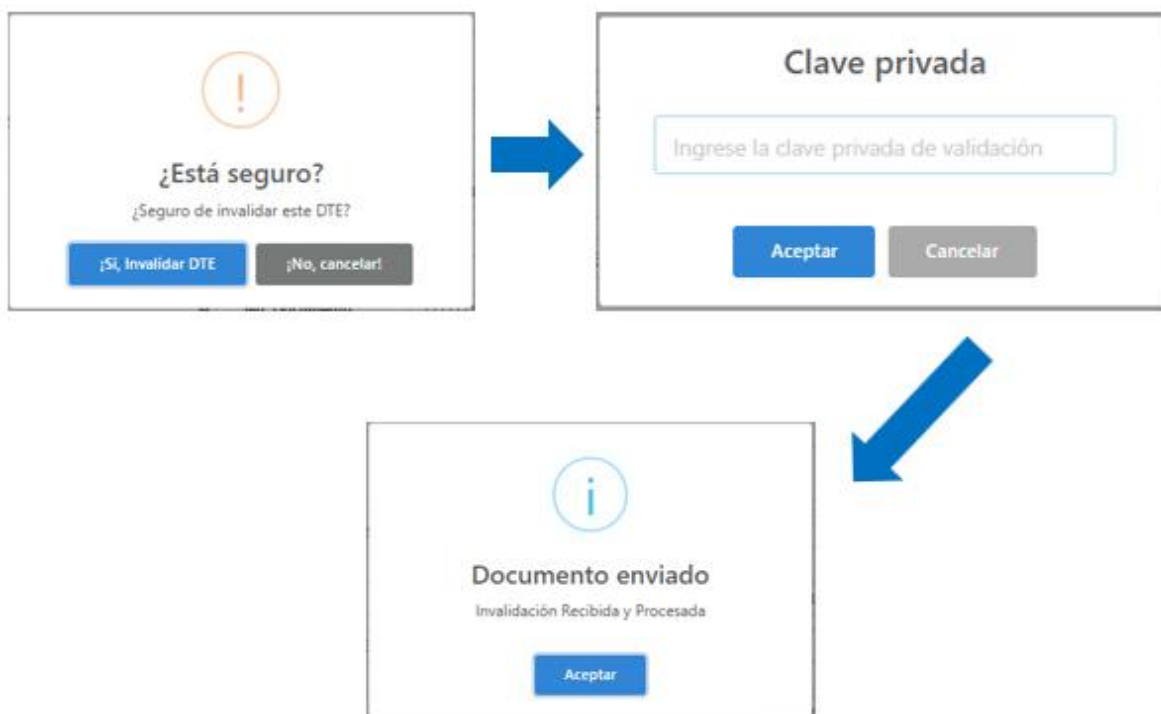 ¿Está seguro?
¿Seguro de invalidar este DTE?
¡Sí, Invalidar DTE
¡No, cancelar!
Clave privada
Ingrese la clave privada de validación
Aceptar
Cancelar
Documento enviado
Invalidación Recibida y Procesada
Aceptar